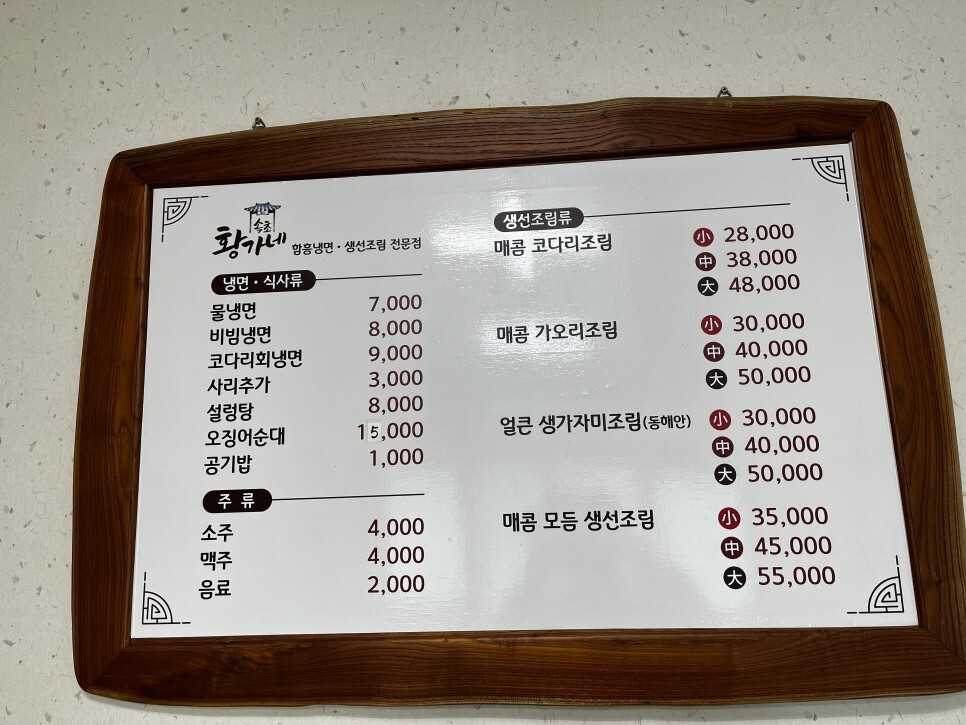 속초
황가네 함흥냉면·생선조림 전문점
냉면·식사류
물냉면 7,000
비빔냉면 8,000
코다리회냉면 9,000
사리추가 3,000
설렁탕 8,000
오징어순대 15,000
공기밥 1,000
주 류
소주 4,000
맥주 4,000
음료 2,000
생선조림류
매콤 코다리조림 小 28,000
中 38,000
大 48,000
매콤 가오리조림 小 30,000
中 40,000
大 50,000
얼큰 생가자미조림(동해안) 小 30,000
中 40,000
大 50,000
매콤 모듬 생선조림 小 35,000
中 45,000
大 55,000